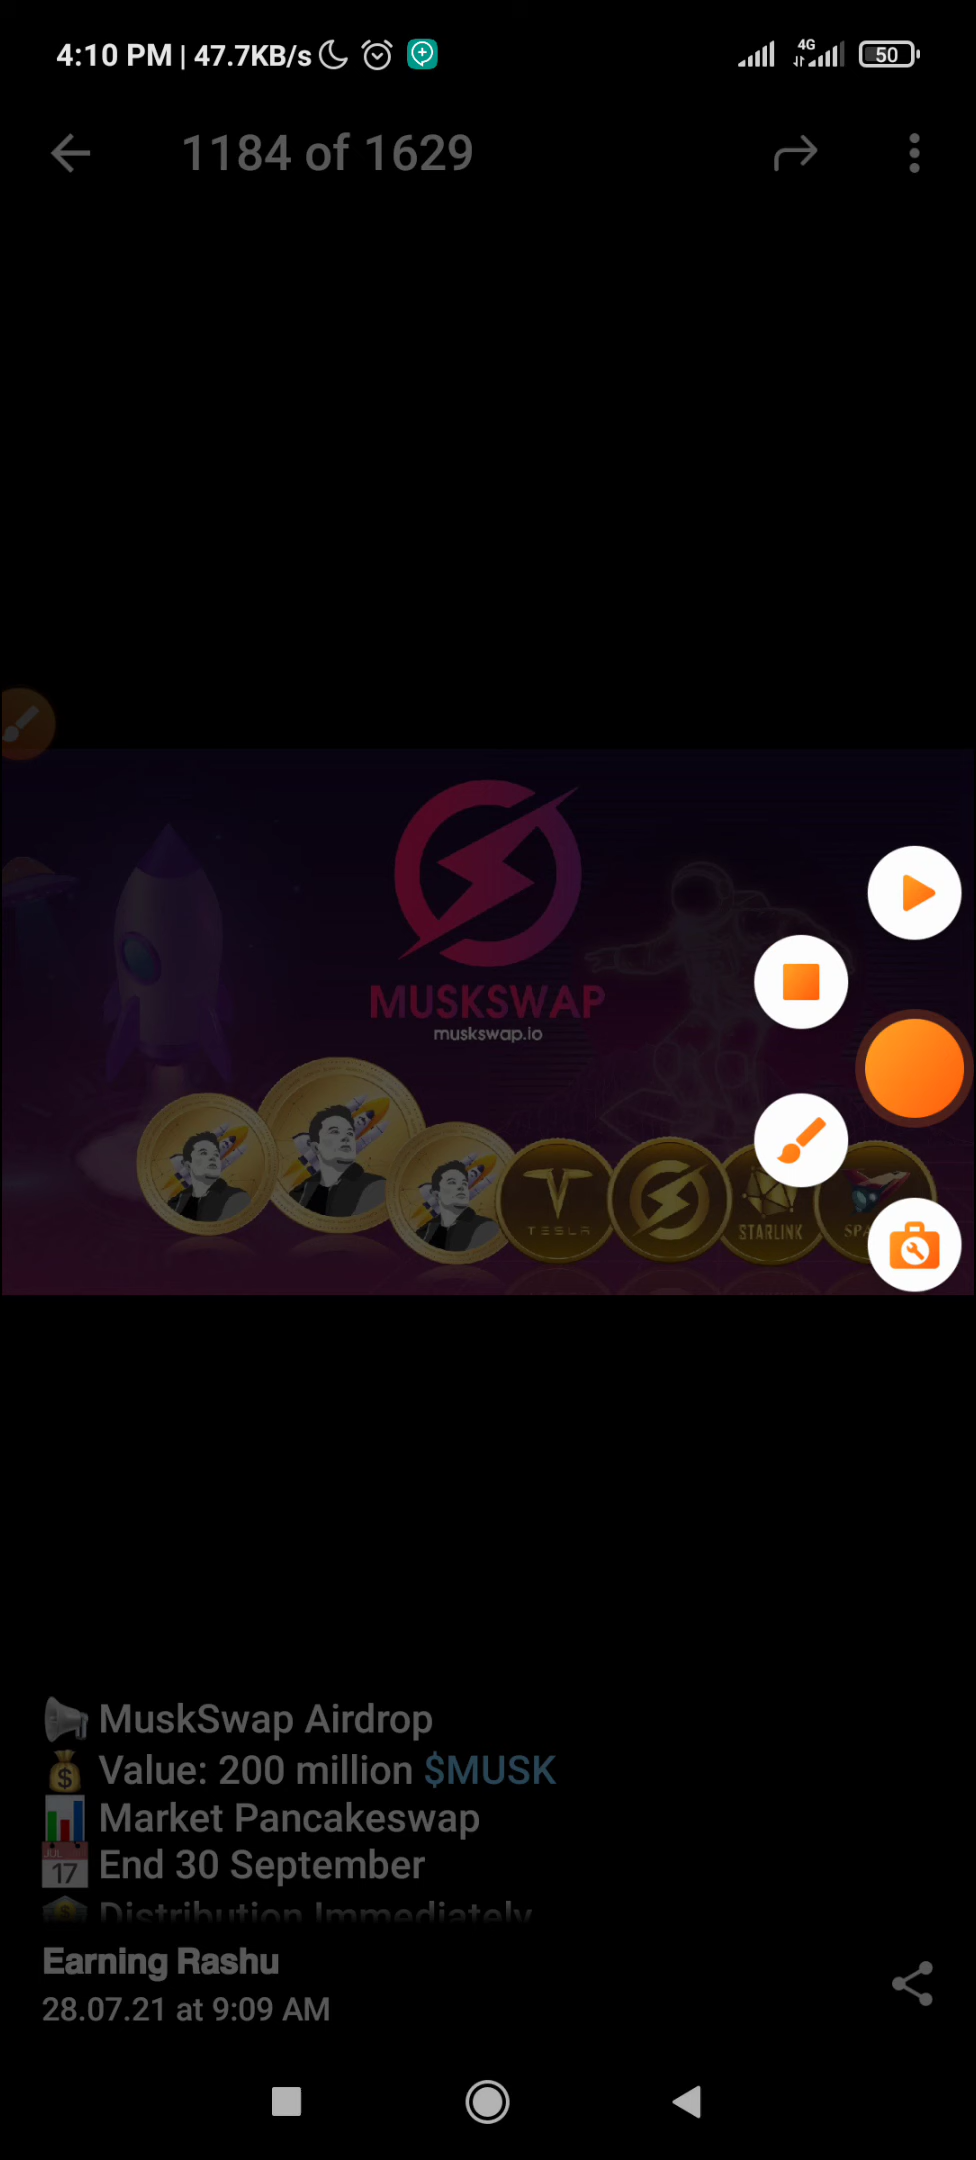 4:10 PM | 47.7KB/s
4G
50
1184 of 1629
MUSKSWAP
muskswap.io
TESLA
STARLINK
MuskSwap Airdrop
Value: 200 million $MUSK
Market Pancakeswap
JUL
17
End 30 September
Distribution Immediately
Earning Rashu
28.07.21 at 9:09 AM